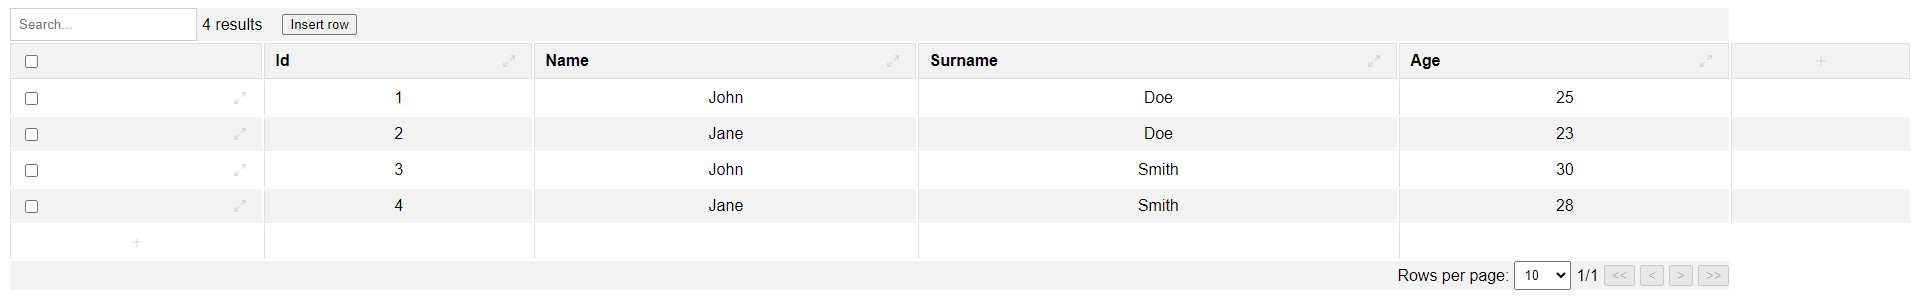 Search... 4 results Insert row
Id Name Surname Age +
1 John Doe 25
2 Jane Doe 23
3 John Smith 30
4 Jane Smith 28
+
Rows per page: 10 1/1 << < > >>